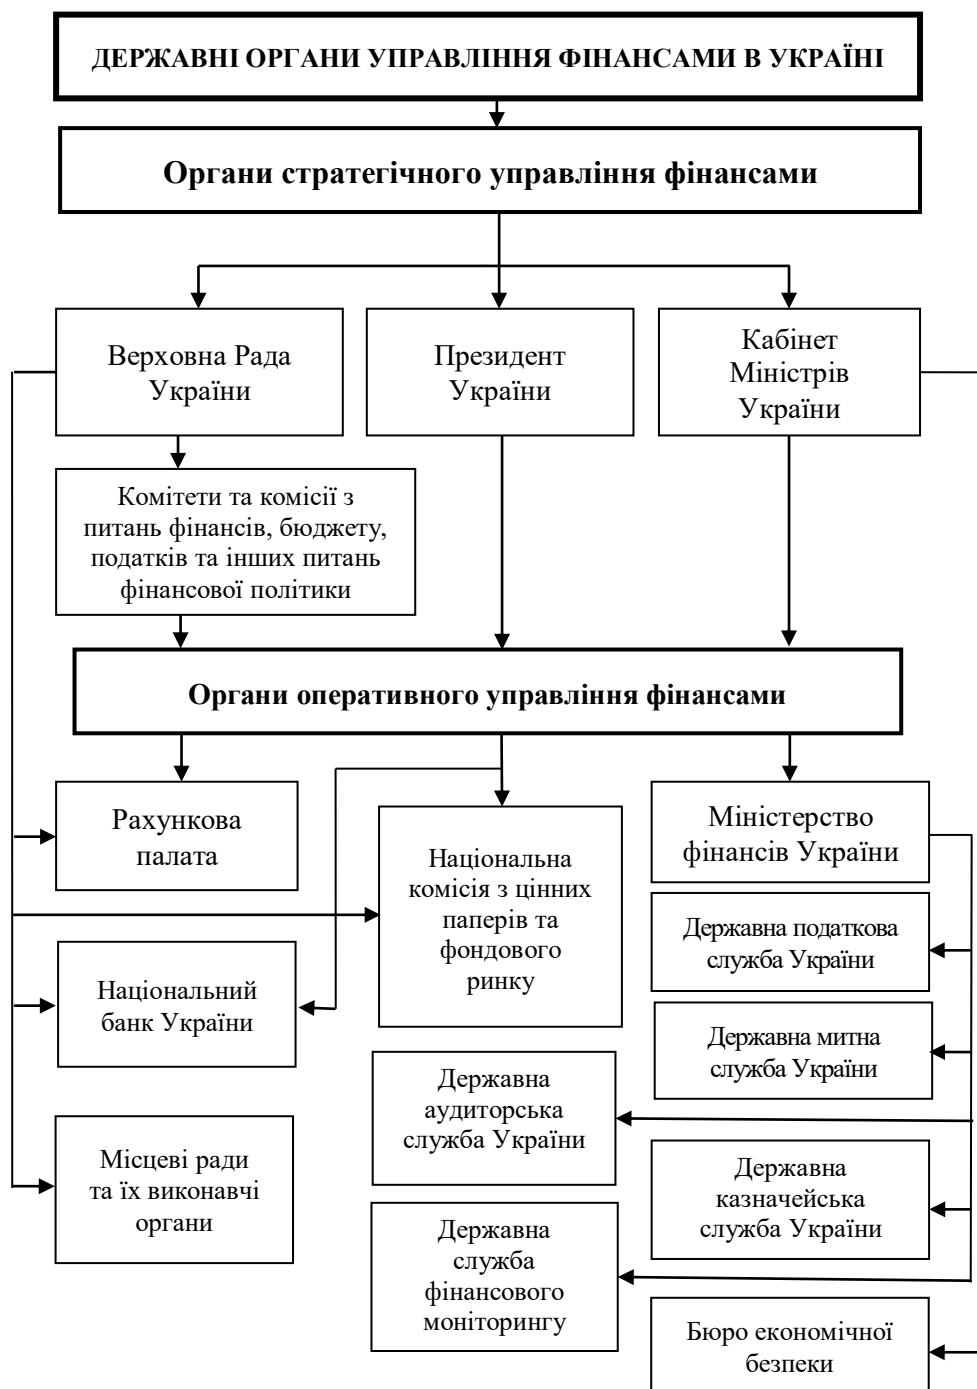 ДЕРЖАВНІ ОРГАНИ УПРАВЛІННЯ ФІНАНСАМИ В УКРАЇНІ
Органи стратегічного управління фінансами
Верховна Рада
України
Президент
України
Кабінет
Міністрів
України
Комітети та комісії з
питань фінансів, бюджету,
податків та інших питань
фінансової політики
Органи оперативного управління фінансами
Рахункова
палата
Національна
комісія з цінних
паперів та
фондового
ринку
Міністерство
фінансів України
Державна податкова
служба України
Національний
банк України
Державна митна
служба України
Державна
аудиторська
служба України
Місцеві ради
та їх виконавчі
органи
Державна
казначейська
служба України
Державна
служба
фінансового
моніторингу
Бюро економічної
безпеки